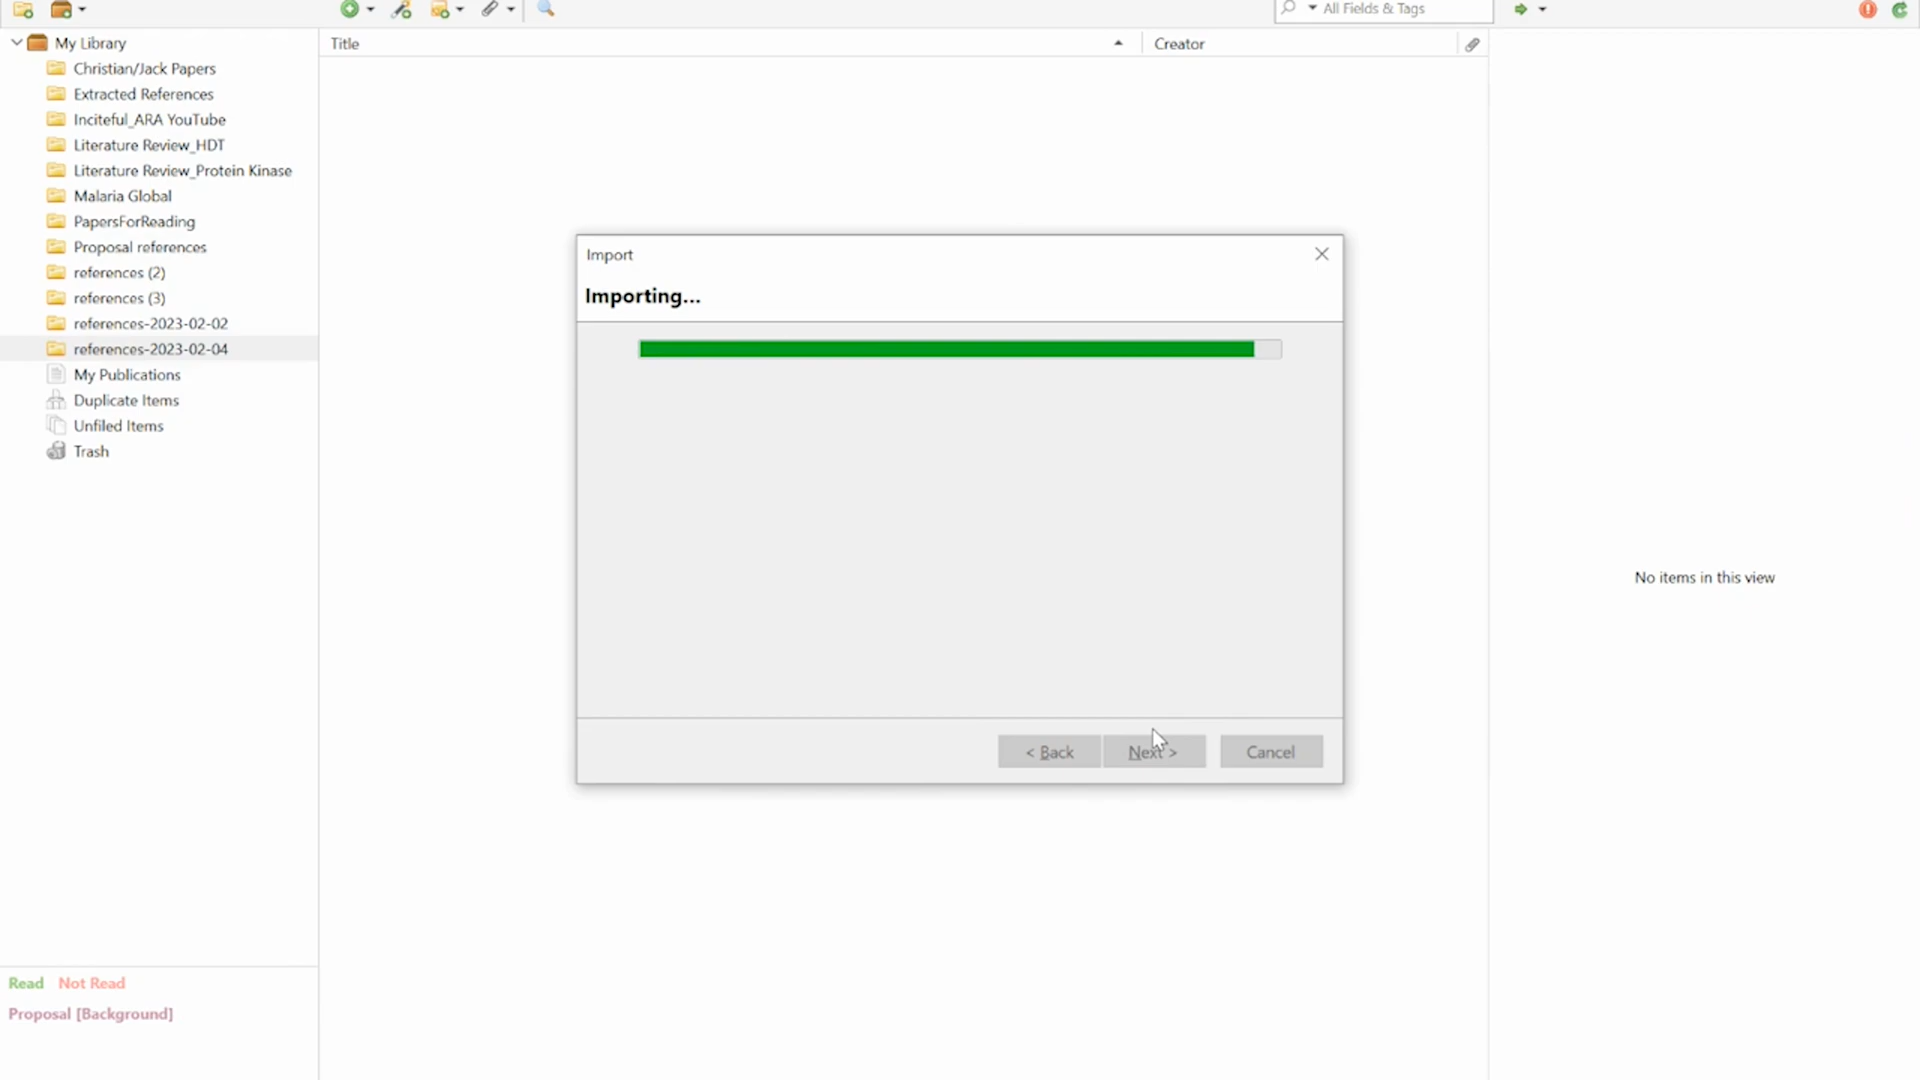 All Fields & Tags
My Library
Title
Creator
Christian/Jack Papers
Extracted References
Inciteful_ARA YouTube
Literature Review_HDT
Literature Review_Protein Kinase
Malaria Global
PapersForReading
Proposal references
references (2)
references (3)
references-2023-02-02
references-2023-02-04
My Publications
Duplicate Items
Unfiled Items
Trash
Import
Importing...
< Back
Next >
Cancel
No items in this view
Read Not Read
Proposal [Background]